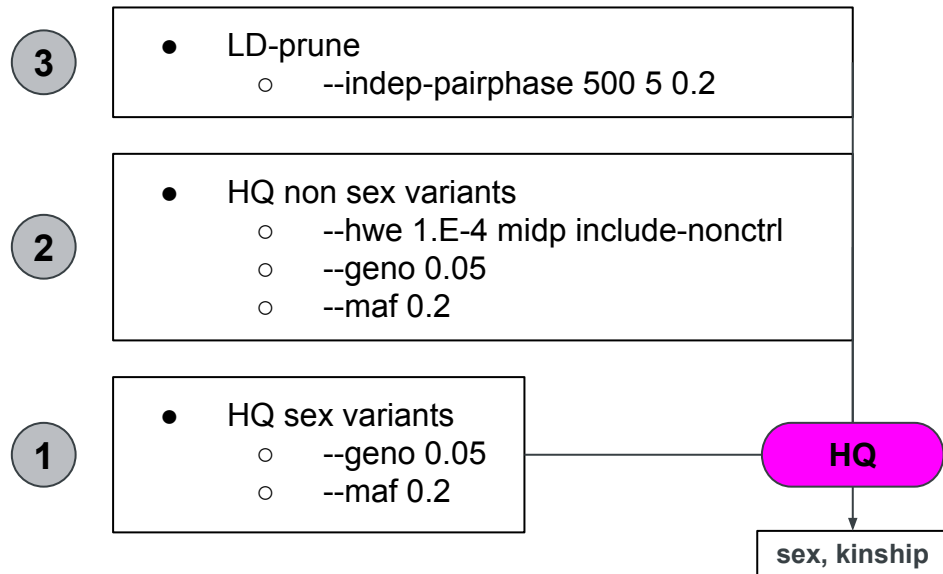 3
● LD-prune
○ --indep-pairphase 500 5 0.2
2
● HQ non sex variants
○ --hwe 1.E-4 midp include-nonctrl
○ --geno 0.05
○ --maf 0.2
1
● HQ sex variants
○ --geno 0.05
○ --maf 0.2
HQ
sex, kinship